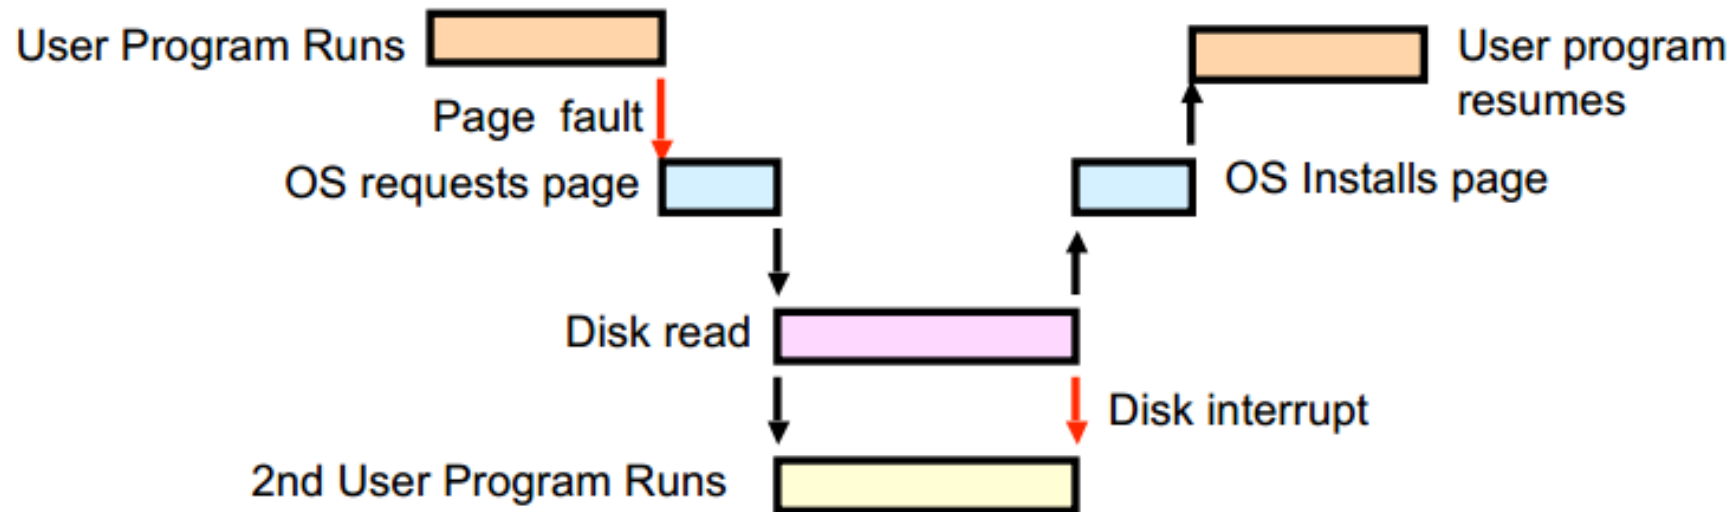 User Program Runs
User program
resumes
Page fault
OS requests page
OS Installs page
Disk read
Disk interrupt
2nd User Program Runs